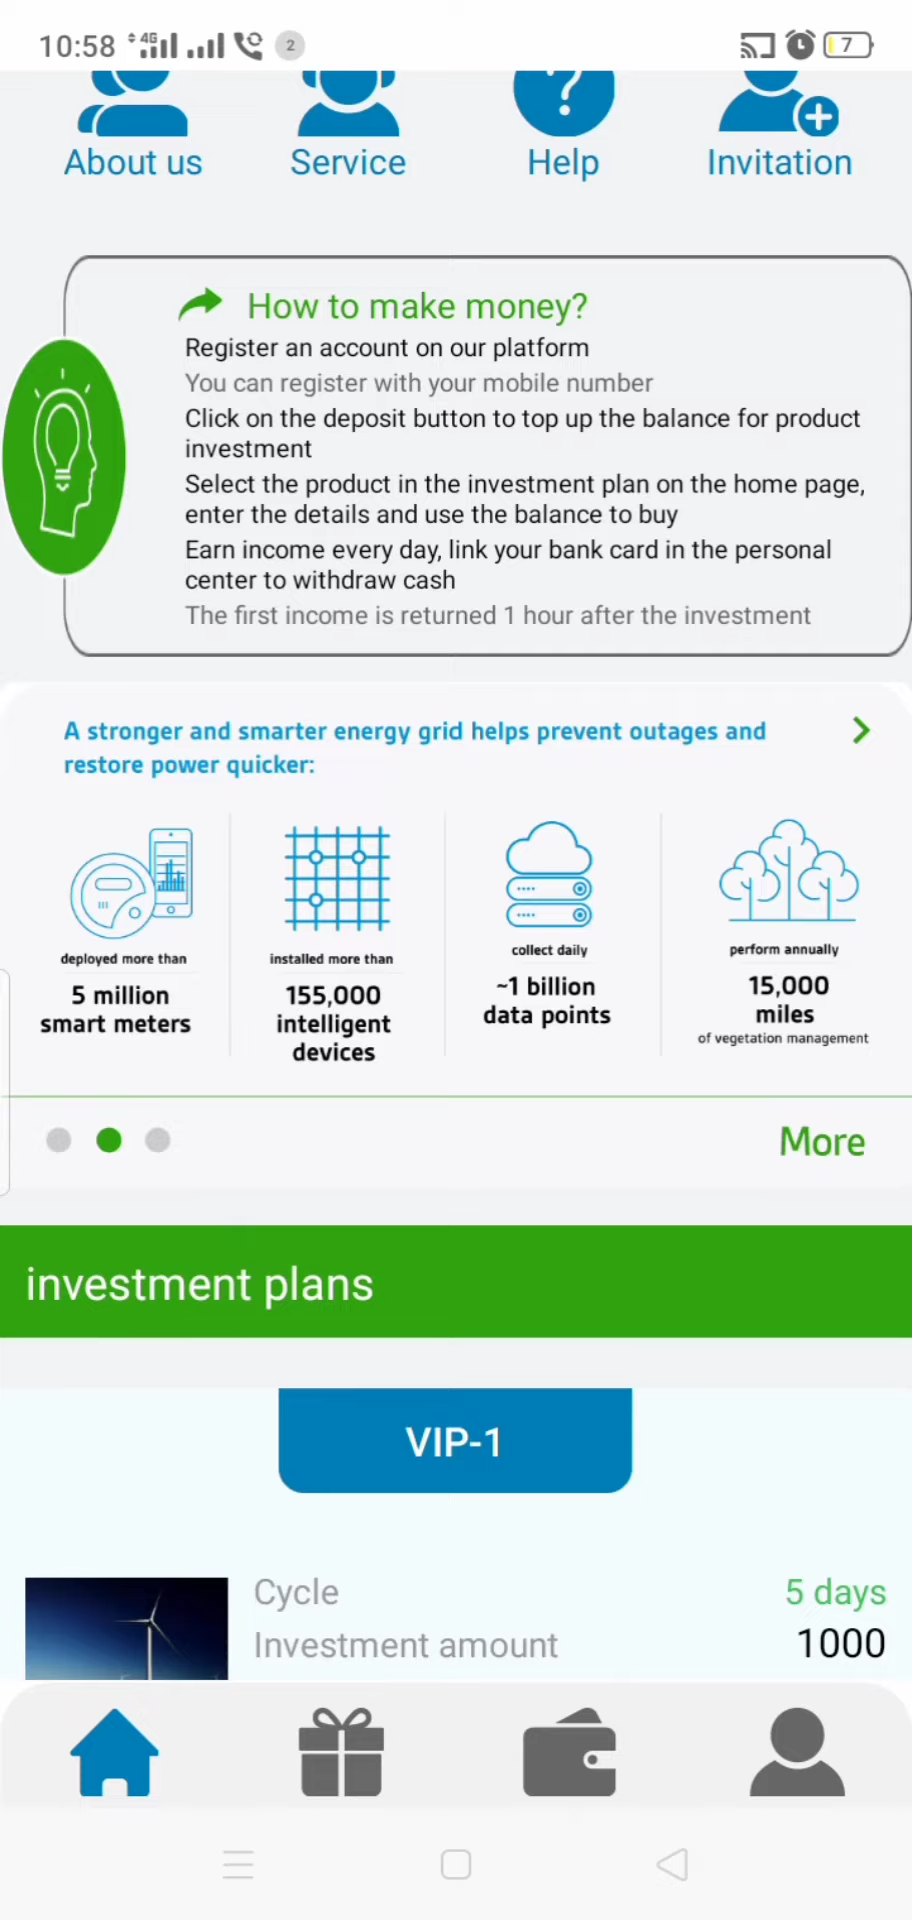 10:58 4G 2 7
About us Service Help Invitation
How to make money?
Register an account on our platform
You can register with your mobile number
Click on the deposit button to top up the balance for product
investment
Select the product in the investment plan on the home page,
enter the details and use the balance to buy
Earn income every day, link your bank card in the personal
center to withdraw cash
The first income is returned 1 hour after the investment
A stronger and smarter energy grid helps prevent outages and
restore power quicker:
deployed more than
5 million
smart meters
installed more than
155,000
intelligent
devices
collect daily
~1 billion
data points
perform annually
15,000
miles
of vegetation management
More
investment plans
VIP-1
Cycle 5 days
Investment amount 1000